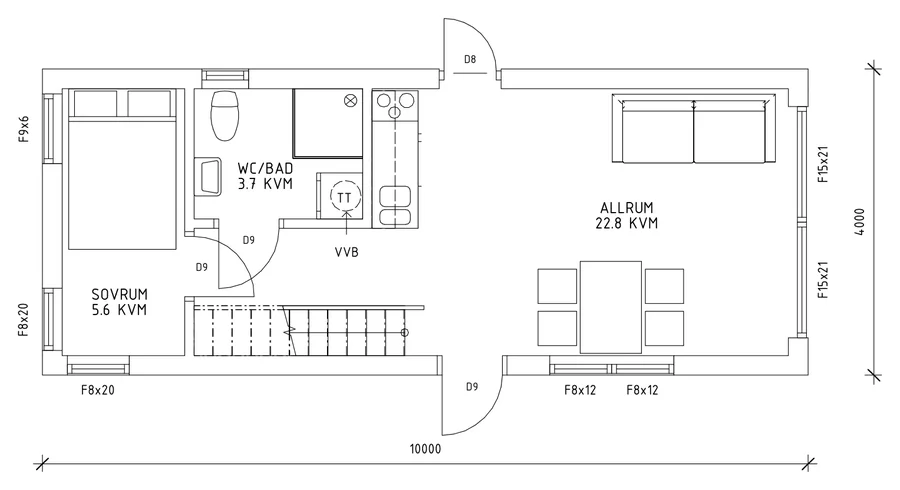 D8
F9x6
F15x21
WC/BAD
3.7 KVM
TT
ALLRUM
22.8 KVM
4000
D9
VVB
D9
F15x21
SOVRUM
5.6 KVM
F8x20
F8x20
D9
F8x12
F8x12
10000